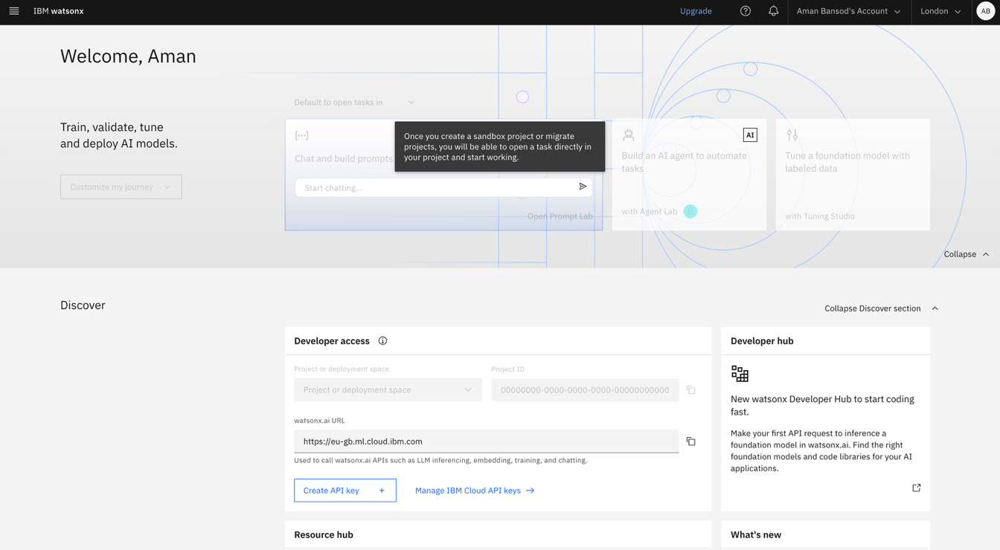 IBM watsonx
Upgrade
Aman Bansod's Account
London
AB
Welcome, Aman
Train, validate, tune
and deploy AI models.
Customize my journey
Default to open tasks in
Chat and build prompts
Once you create a sandbox project or migrate
projects, you will be able to open a task directly in
your project and start working.
Start chatting...
Open Prompt Lab
AI
Build an AI agent to automate
tasks
with Agent Lab
Tune a foundation model with
labeled data
with Tuning Studio
Collapse
Discover
Collapse Discover section
Developer access
Project or deployment space
Project ID
Project or deployment space
00000000-0000-0000-0000-00000000000
watsonx.ai URL
https://eu-gb.ml.cloud.ibm.com
Used to call watsonx.ai APIs such as LLM inferencing, embedding, training, and chatting.
Create API key +
Manage IBM Cloud API keys
Developer hub
New watsonx Developer Hub to start coding
fast.
Make your first API request to inference a
foundation model in watsonx.ai. Find the right
foundation models and code libraries for your AI
applications.
Resource hub
What's new